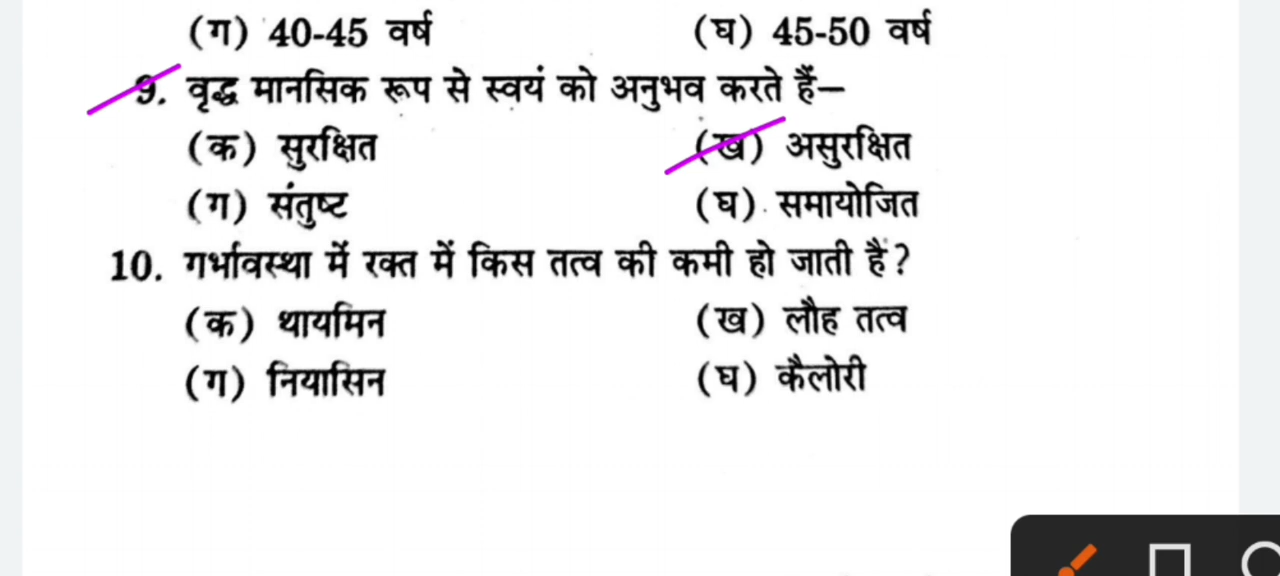 (ग) 40-45 वर्ष (घ) 45-50 वर्ष
9. वृद्ध मानसिक रूप से स्वयं को अनुभव करते हैं—
(क) सुरक्षित (ख) असुरक्षित
(ग) संतुष्ट (घ) समायोजित
10. गर्भावस्था में रक्त में किस तत्व की कमी हो जाती है?
(क) थायमिन (ख) लौह तत्व
(ग) नियासिन (घ) कैलोरी